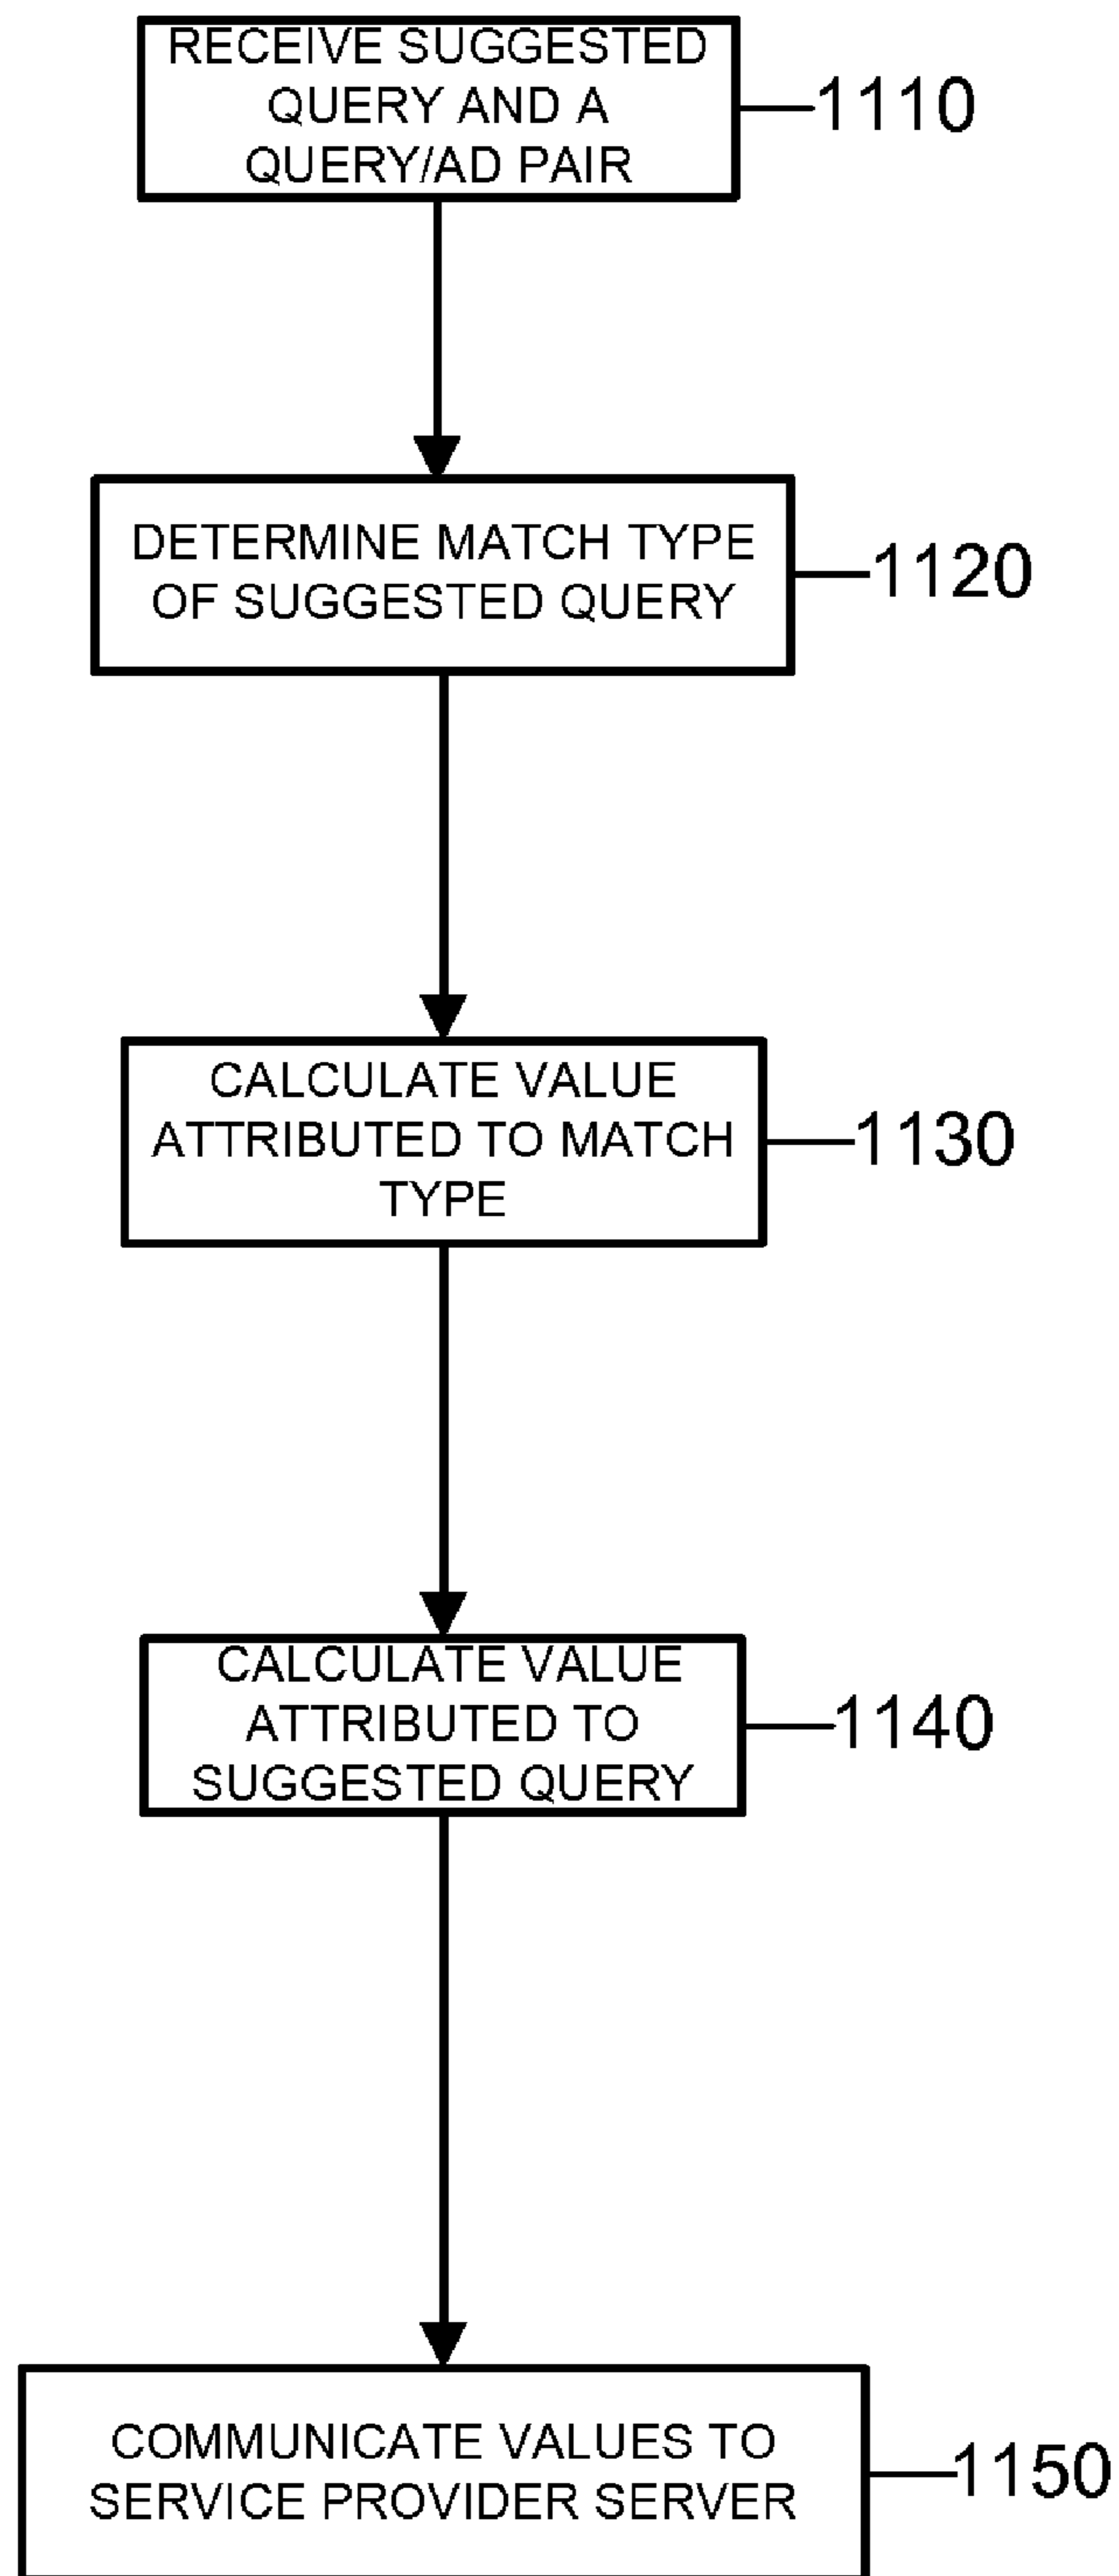 RECEIVE SUGGESTED
QUERY AND A
QUERY/AD PAIR
1110
DETERMINE MATCH TYPE
OF SUGGESTED QUERY
1120
CALCULATE VALUE
ATTRIBUTED TO MATCH
TYPE
1130
CALCULATE VALUE
ATTRIBUTED TO
SUGGESTED QUERY
1140
COMMUNICATE VALUES TO
SERVICE PROVIDER SERVER
1150